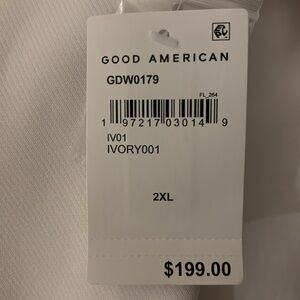 GOOD AMERICAN
GDW0179
FL_264
1 97217 03014 9
IV01
IVORY001
2XL
$199.00